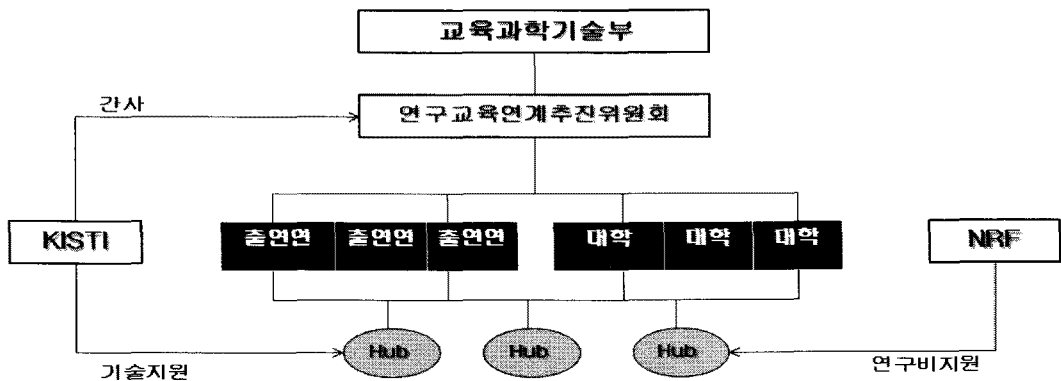 교육과학기술부
간사
연구교육연계추진위원회
KISTI
출연연 출연연 출연연
대학 대학 대학
NRF
Hub Hub Hub
기술지원
연구비지원